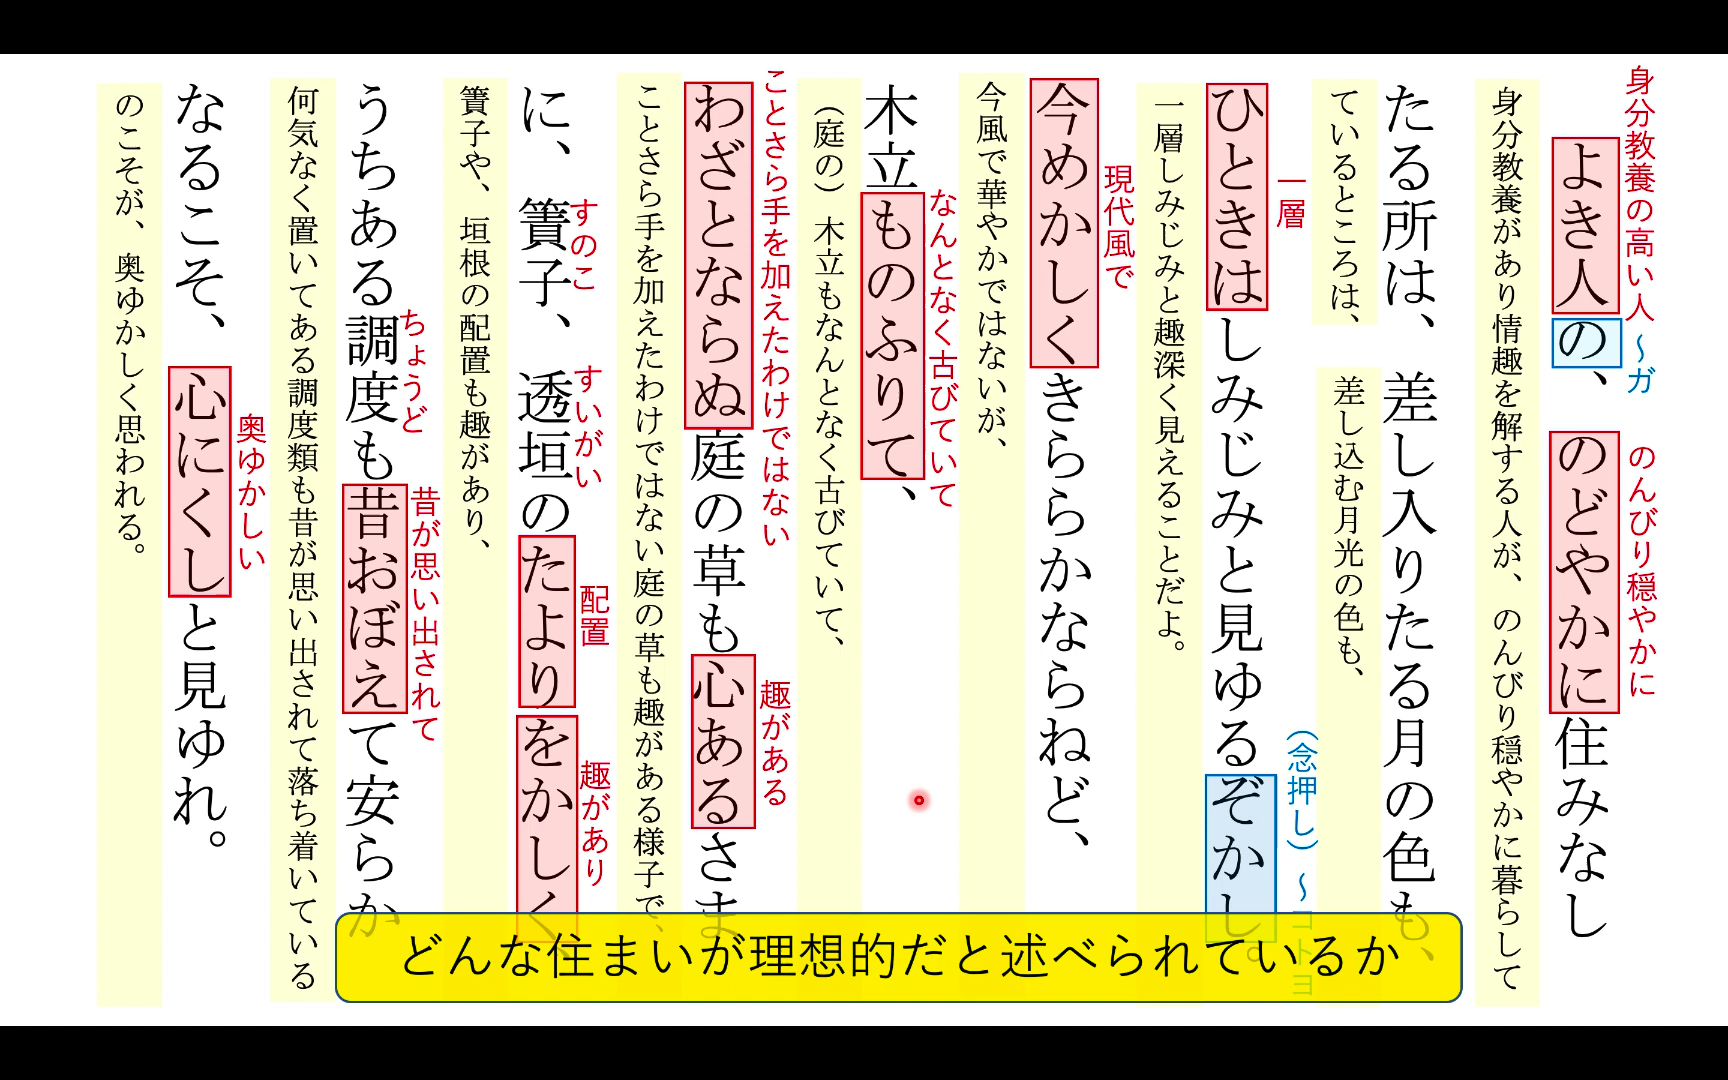 身分教養の高い人 ～ガ のんびり穏やかに
よき人の、のどやかに住みなし
身分教養があり情趣を解する人が、のんびり穏やかに暮らして
たる所は、差し入りたる月の色も、
ているところは、差し込む月光の色も、
一層 （念押し）～コトヨ
ひときはしみじみと見ゆるぞかし。
一層しみじみと趣深く見えることだよ。
現代風で
今めかしくきららかならねど、
今風で華やかではないが、
なんとなく古びていて
木立ものふりて、
（庭の）木立もなんとなく古びていて、
ことさら手を加えたわけではない 趣がある
わざとならぬ庭の草も心あるさま
ことさら手を加えたわけではない庭の草も趣がある様子で、
すのこ すいがい 配置 趣があり
に、簀子、透垣のたよりをかしく、
簀子や、垣根の配置も趣があり、
ちょうど 昔が思い出されて
うちある調度も昔おぼえて安らか
何気なく置いてある調度類も昔が思い出されて落ち着いている
奥ゆかしい
なるこそ、心にくしと見ゆれ。
のこそが、奥ゆかしく思われる。
どんな住まいが理想的だと述べられているか